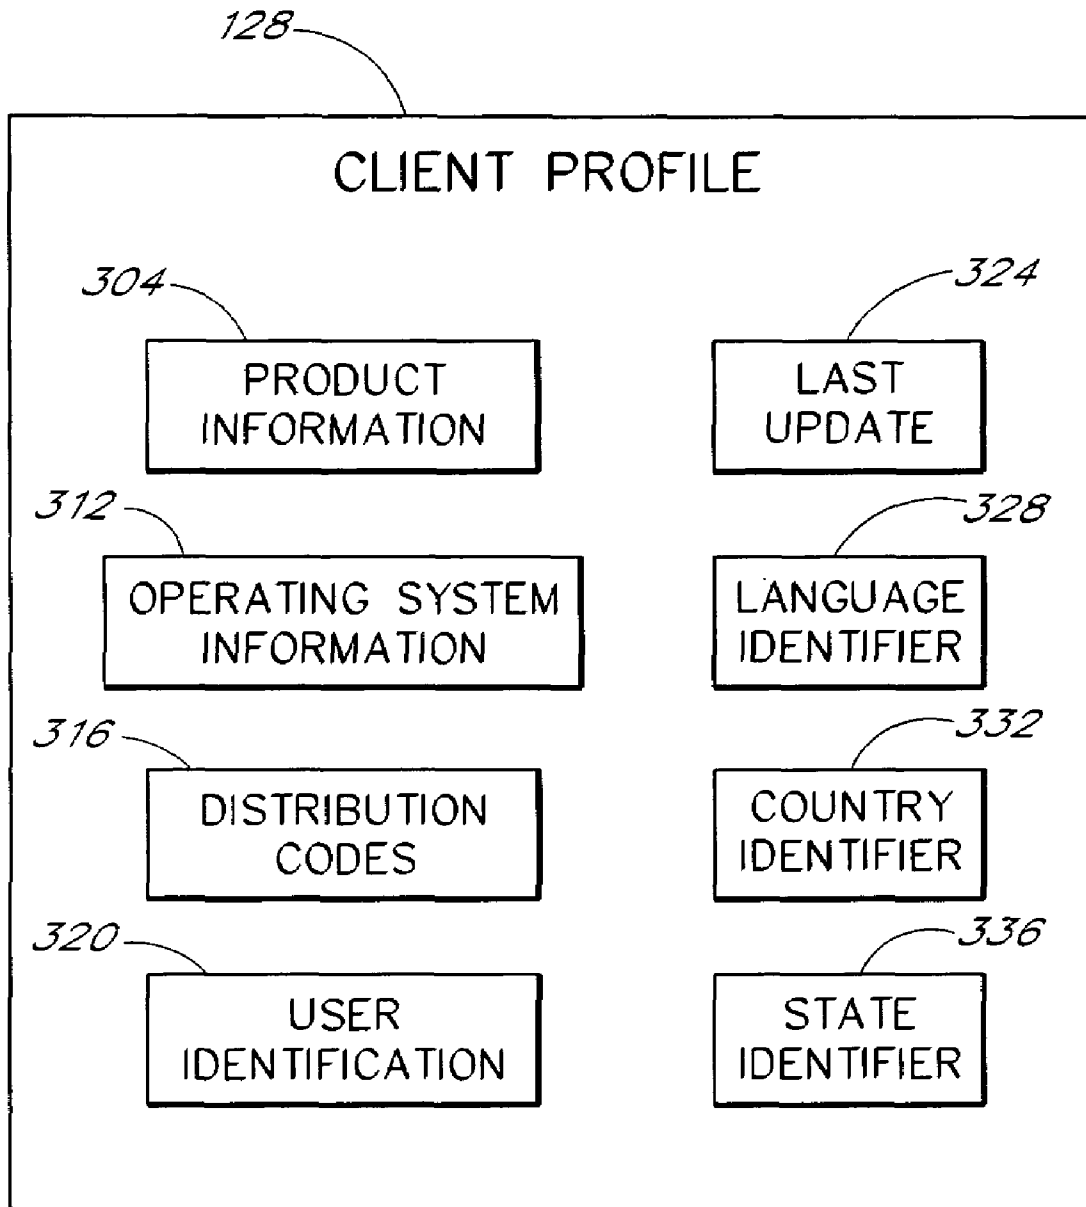 128
CLIENT PROFILE
304
PRODUCT
INFORMATION
324
LAST
UPDATE
312
OPERATING SYSTEM
INFORMATION
328
LANGUAGE
IDENTIFIER
316
DISTRIBUTION
CODES
332
COUNTRY
IDENTIFIER
320
USER
IDENTIFICATION
336
STATE
IDENTIFIER